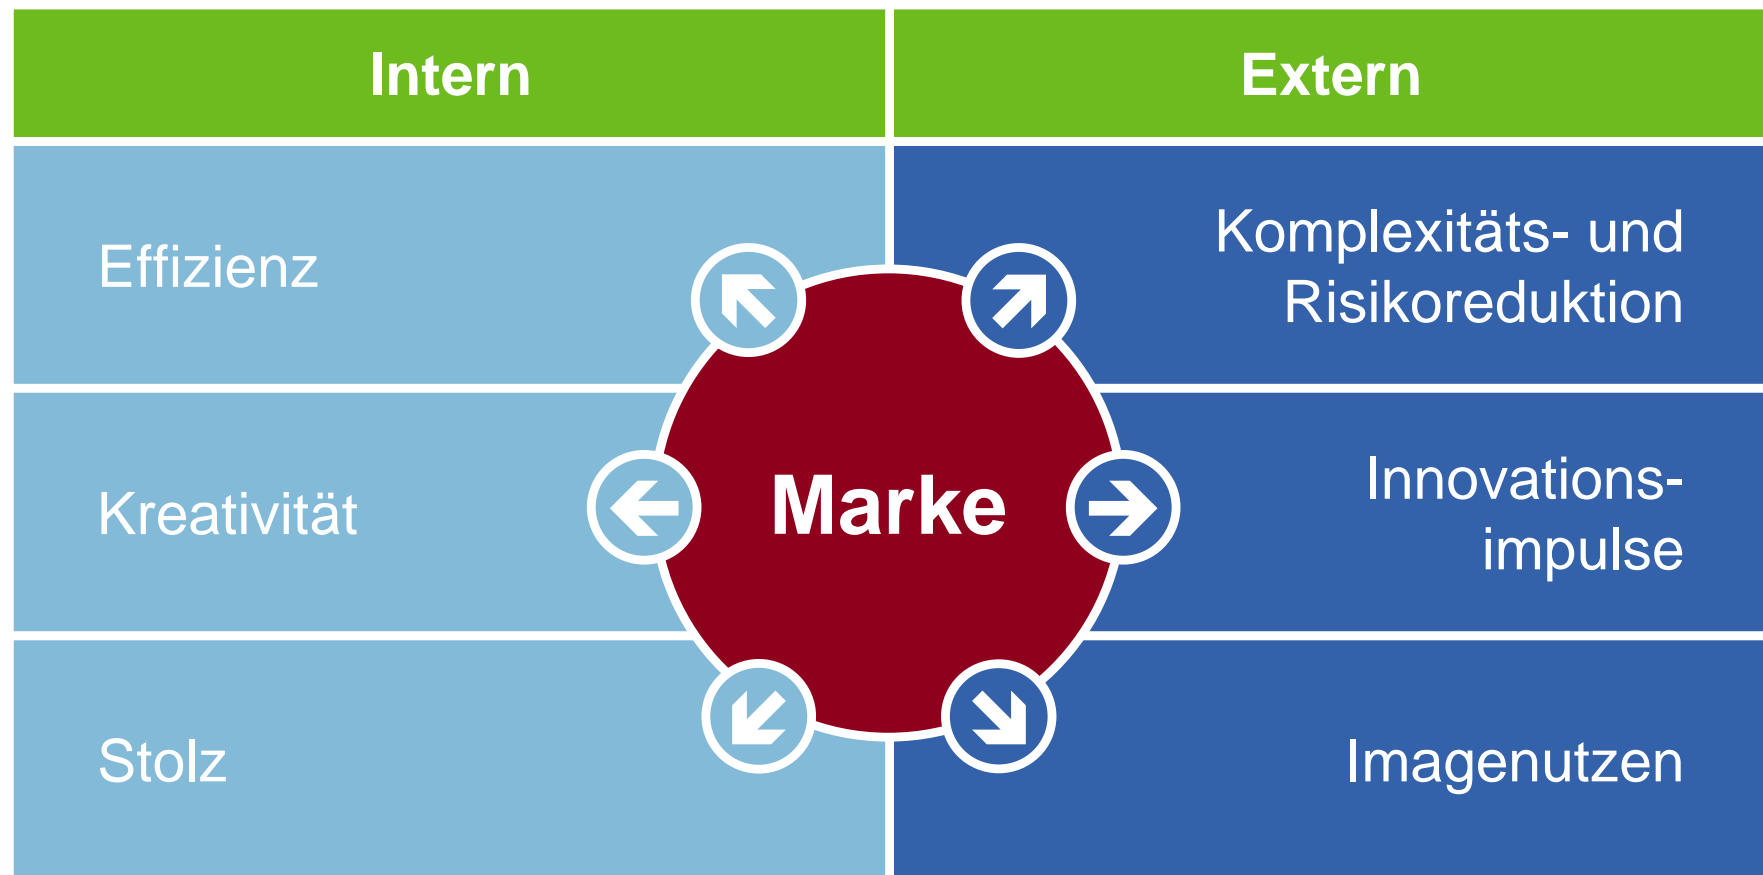 Intern
Extern
Effizienz
Komplexitäts- und
Risikoreduktion
Kreativität
Marke
Innovations-
impulse
Stolz
Imagenutzen